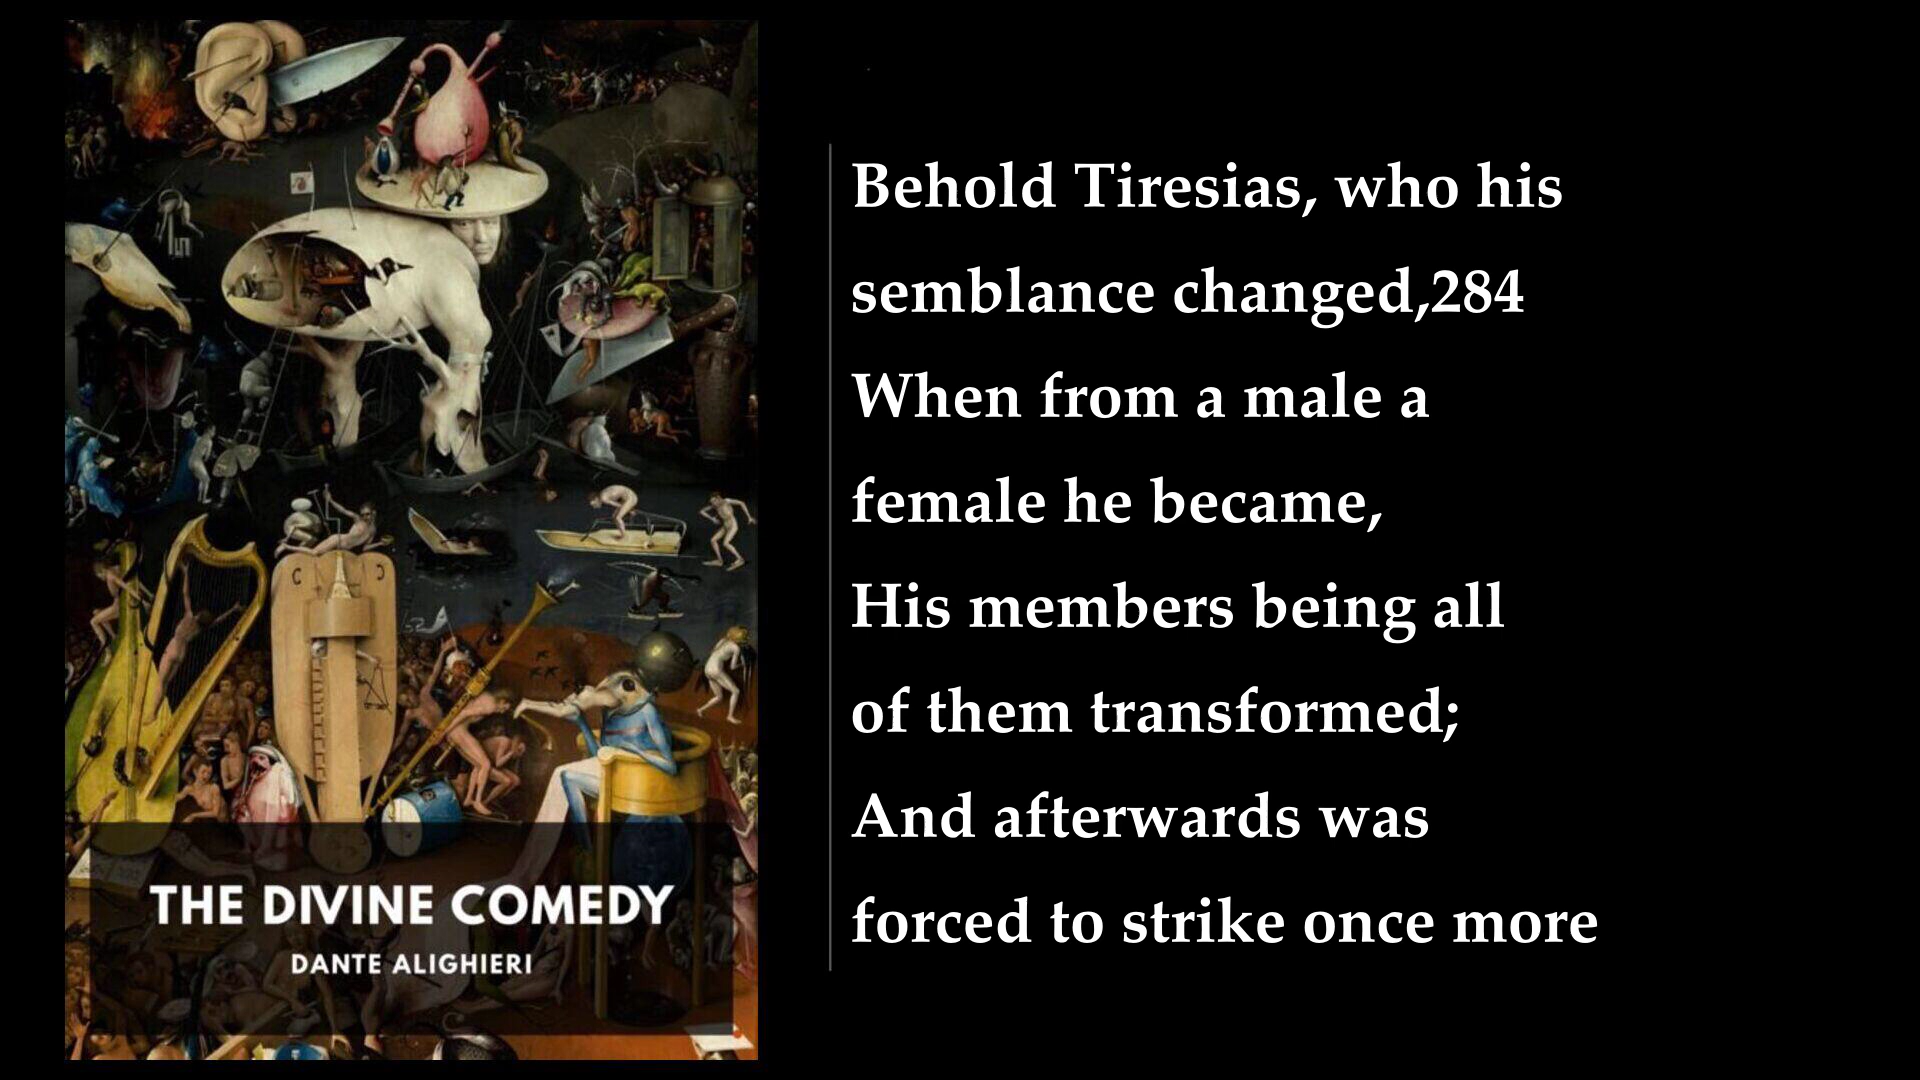 THE DIVINE COMEDY
DANTE ALIGHIERI
Behold Tiresias, who his
semblance changed,284
When from a male a
female he became,
His members being all
of them transformed;
And afterwards was
forced to strike once more